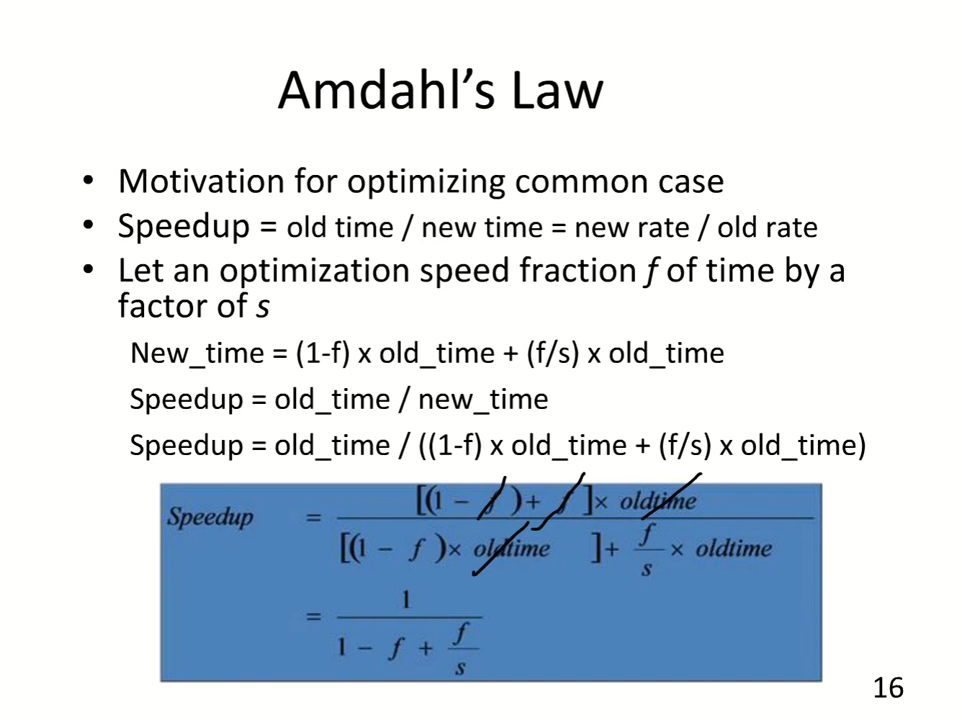 Amdahl’s Law
• Motivation for optimizing common case
• Speedup = old time / new time = new rate / old rate
• Let an optimization speed fraction f of time by a
factor of s
New_time = (1-f) x old_time + (f/s) x old_time
Speedup = old_time / new_time
Speedup = old_time / ((1-f) x old_time + (f/s) x old_time)
[(1 − f )+ f ]× oldtime
Speedup =
[(1 − f )× oldtime ]+ f/s × oldtime
1
=
1 − f + f/s
16